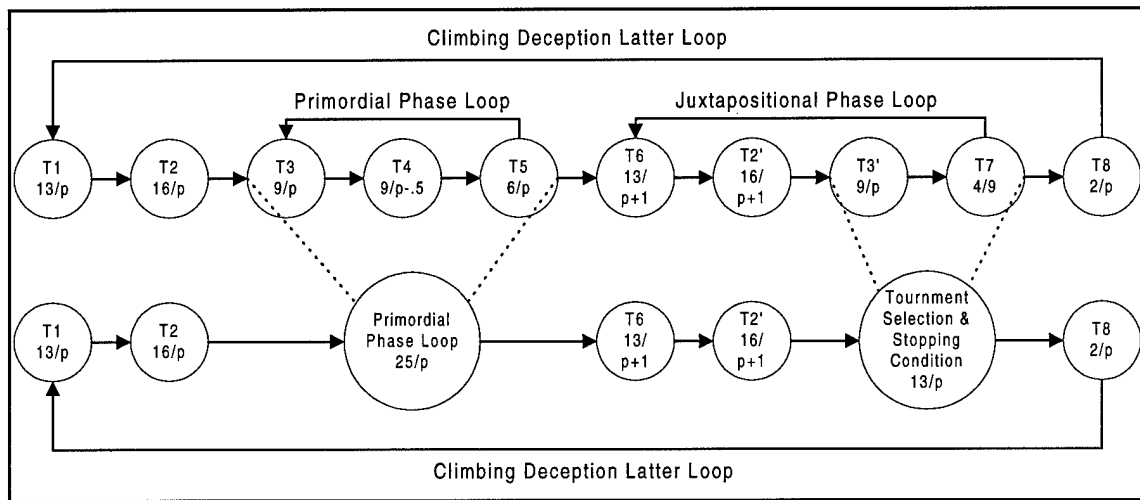 Climbing Deception Latter Loop
Primordial Phase Loop
Juxtapositional Phase Loop
T1
13/p
T2
16/p
T3
9/p
T4
9/p-.5
T5
6/p
T6
13/
p+1
T2'
16/
p+1
T3'
9/p
T7
4/9
T8
2/p
T1
13/p
T2
16/p
Primordial
Phase Loop
25/p
T6
13/
p+1
T2'
16/
p+1
Tournment
Selection &
Stopping
Condition
13/p
T8
2/p
Climbing Deception Latter Loop